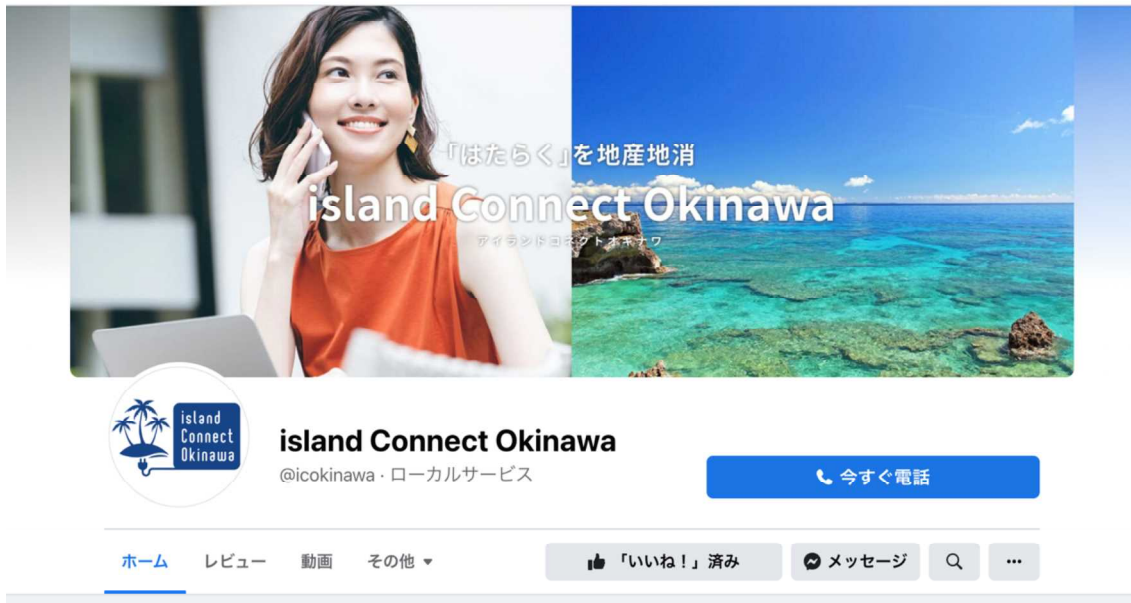 「はたらく」を地産地消
island Connect Okinawa
アイランドコネクトオキナワ
island
Connect
Okinawa
island Connect Okinawa
@icokinawa · ローカルサービス
今すぐ電話
ホーム レビュー 動画 その他 ▼ 「いいね！」済み メッセージ ...